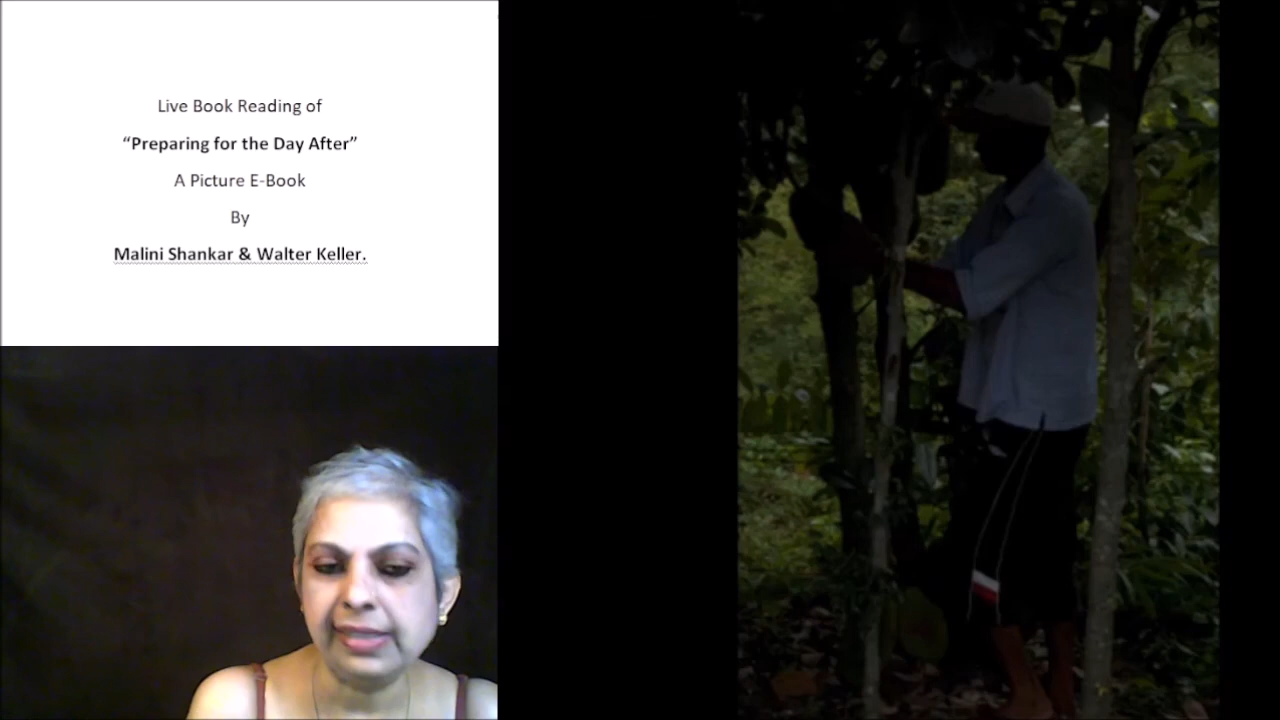 Live Book Reading of
“Preparing for the Day After”
A Picture E-Book
By
Malini Shankar & Walter Keller.